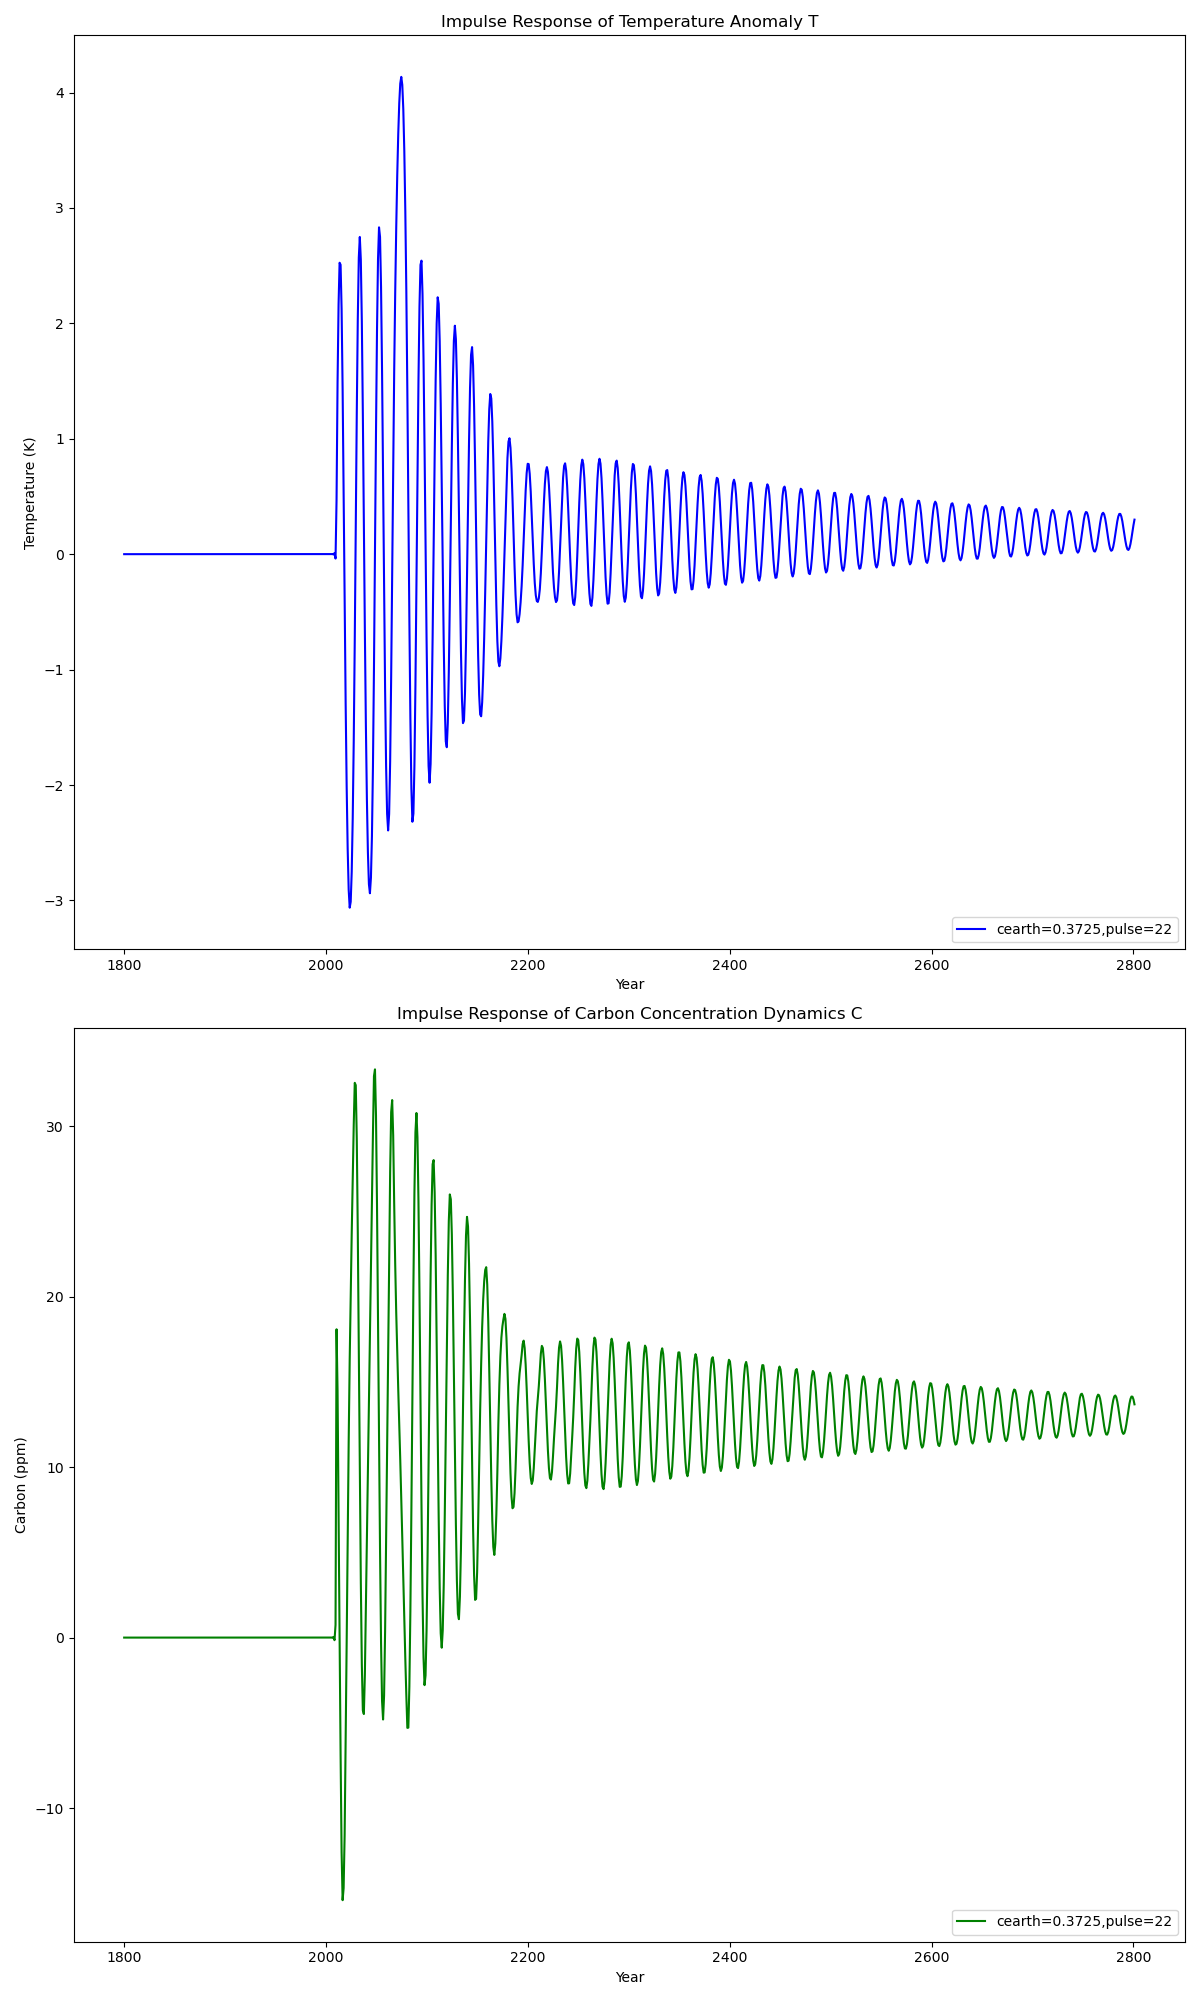 Impulse Response of Temperature Anomaly T
4
3
2
1
0
−1
−2
−3
Temperature (K)
cearth=0.3725,pulse=22
1800 2000 2200 2400 2600 2800
Year
Impulse Response of Carbon Concentration Dynamics C
30
20
10
0
−10
Carbon (ppm)
cearth=0.3725,pulse=22
1800 2000 2200 2400 2600 2800
Year